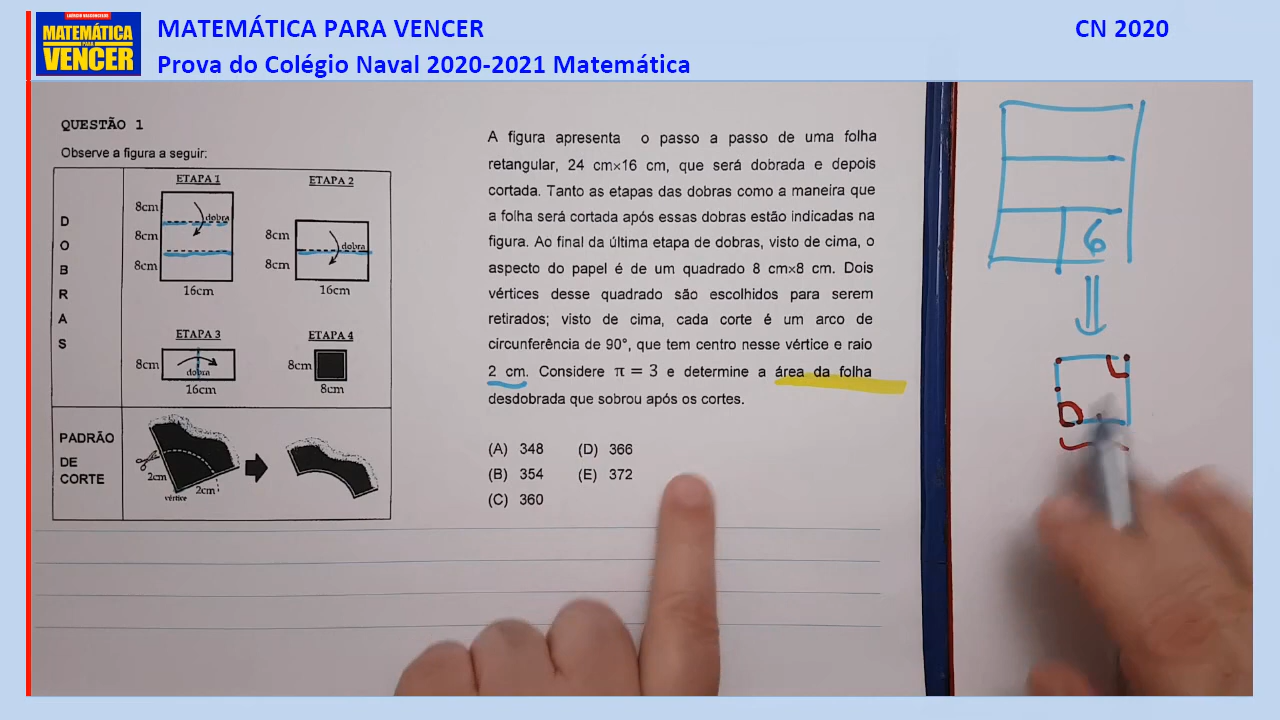 LAÉRCIO VASCONCELOS
MATEMÁTICA
PARA
VENCER
MATEMÁTICA PARA VENCER
CN 2020
Prova do Colégio Naval 2020-2021 Matemática
QUESTÃO 1
Observe a figura a seguir:
DOBRAS
ETAPA 1
8cm
dobra
8cm
8cm
16cm
ETAPA 2
8cm
dobra
8cm
16cm
ETAPA 3
8cm
dobra
16cm
ETAPA 4
8cm
8cm
PADRÃO
DE
CORTE
2cm
2cm
vértice
A figura apresenta o passo a passo de uma folha
retangular, 24 cm×16 cm, que será dobrada e depois
cortada. Tanto as etapas das dobras como a maneira que
a folha será cortada após essas dobras estão indicadas na
figura. Ao final da última etapa de dobras, visto de cima, o
aspecto do papel é de um quadrado 8 cm×8 cm. Dois
vértices desse quadrado são escolhidos para serem
retirados; visto de cima, cada corte é um arco de
circunferência de 90°, que tem centro nesse vértice e raio
2 cm. Considere π = 3 e determine a área da folha
desdobrada que sobrou após os cortes.
(A) 348 (D) 366
(B) 354 (E) 372
(C) 360
6